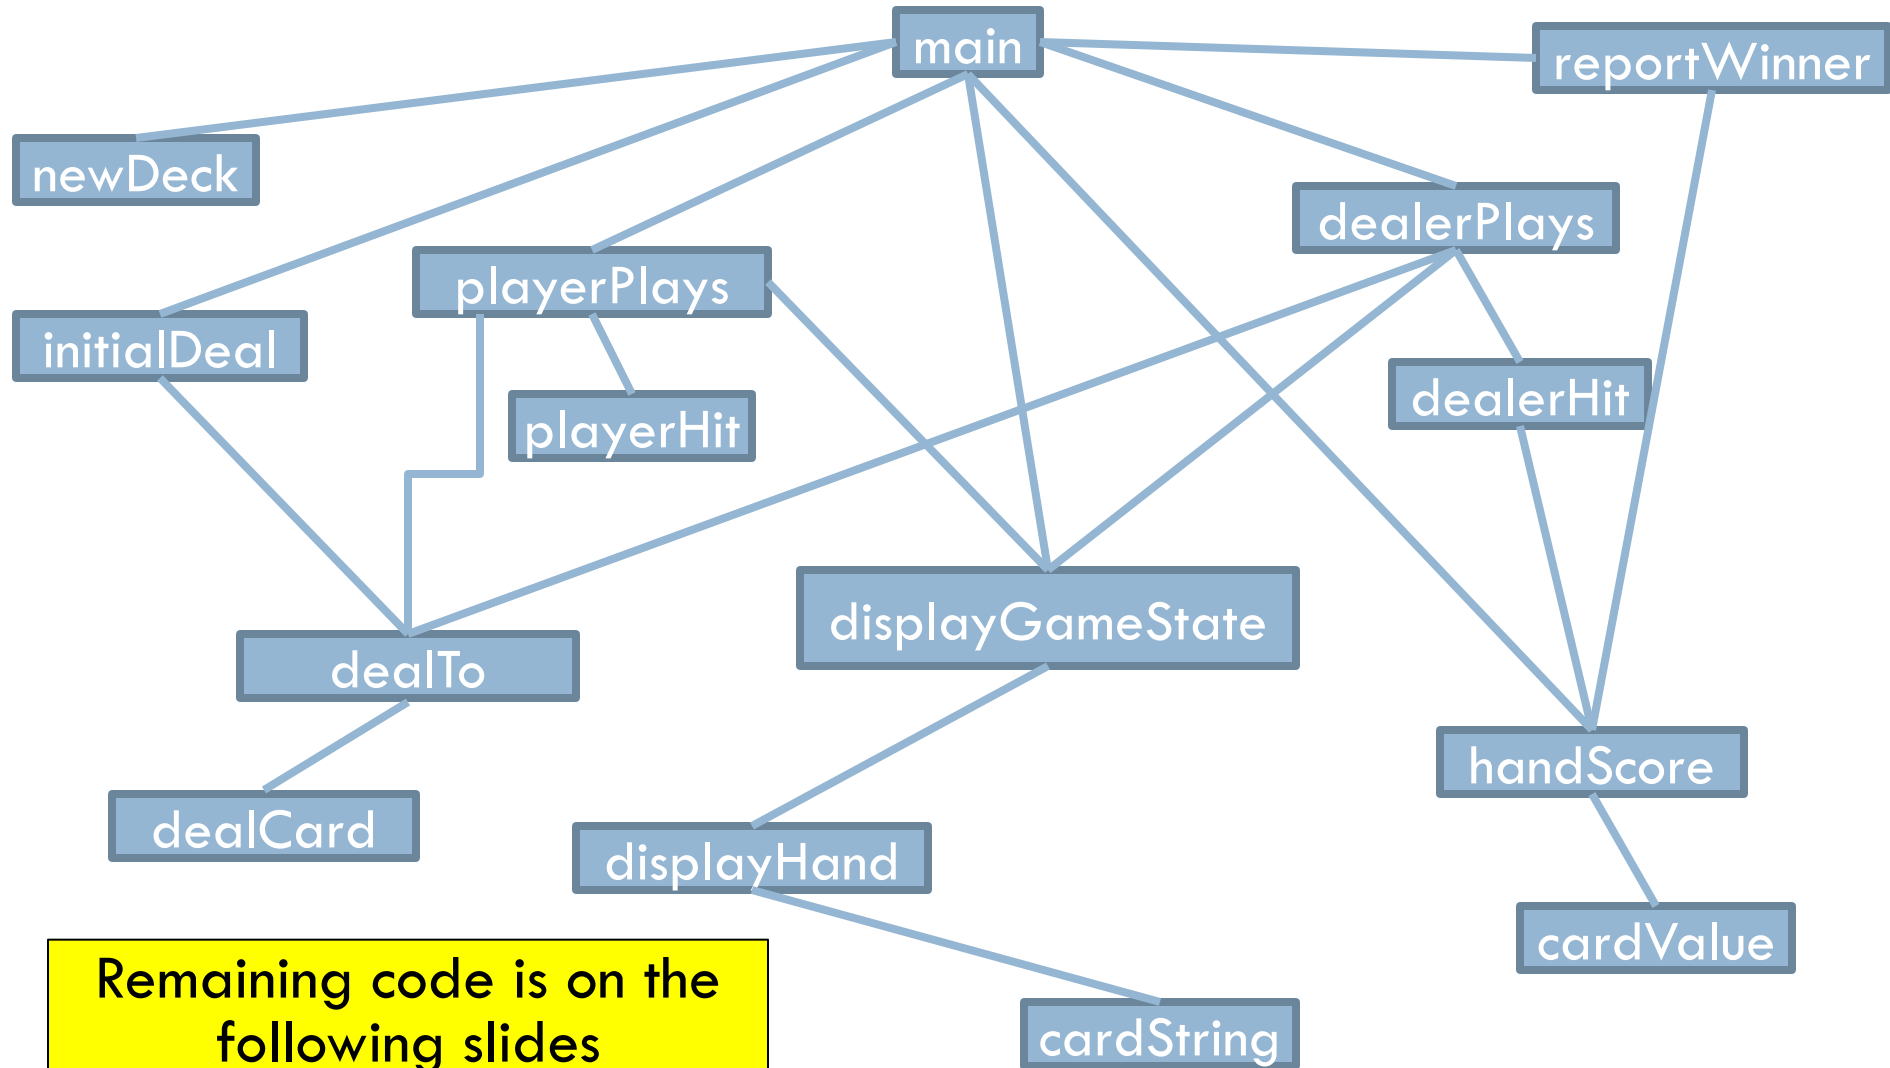 main
reportWinner
newDeck
dealerPlays
playerPlays
initialDeal
dealerHit
playerHit
displayGameState
dealTo
handScore
dealCard
displayHand
cardValue
Remaining code is on the
following slides
cardString